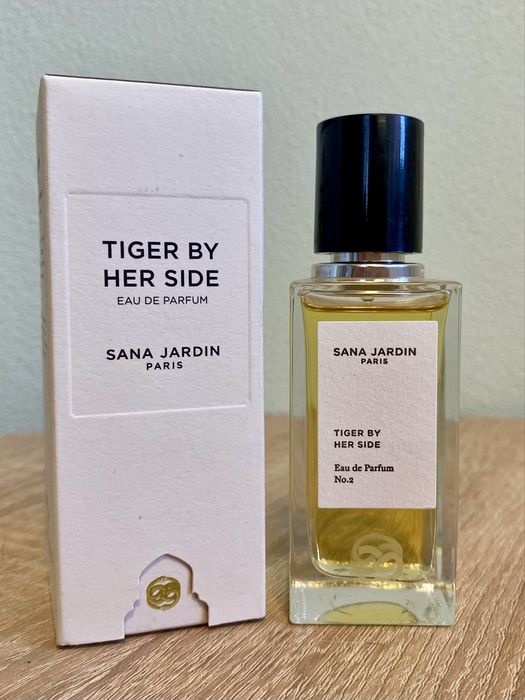 TIGER BY
HER SIDE
EAU DE PARFUM
SANA JARDIN
PARIS
SANA JARDIN
PARIS
TIGER BY
HER SIDE
Eau de Parfum
No.2